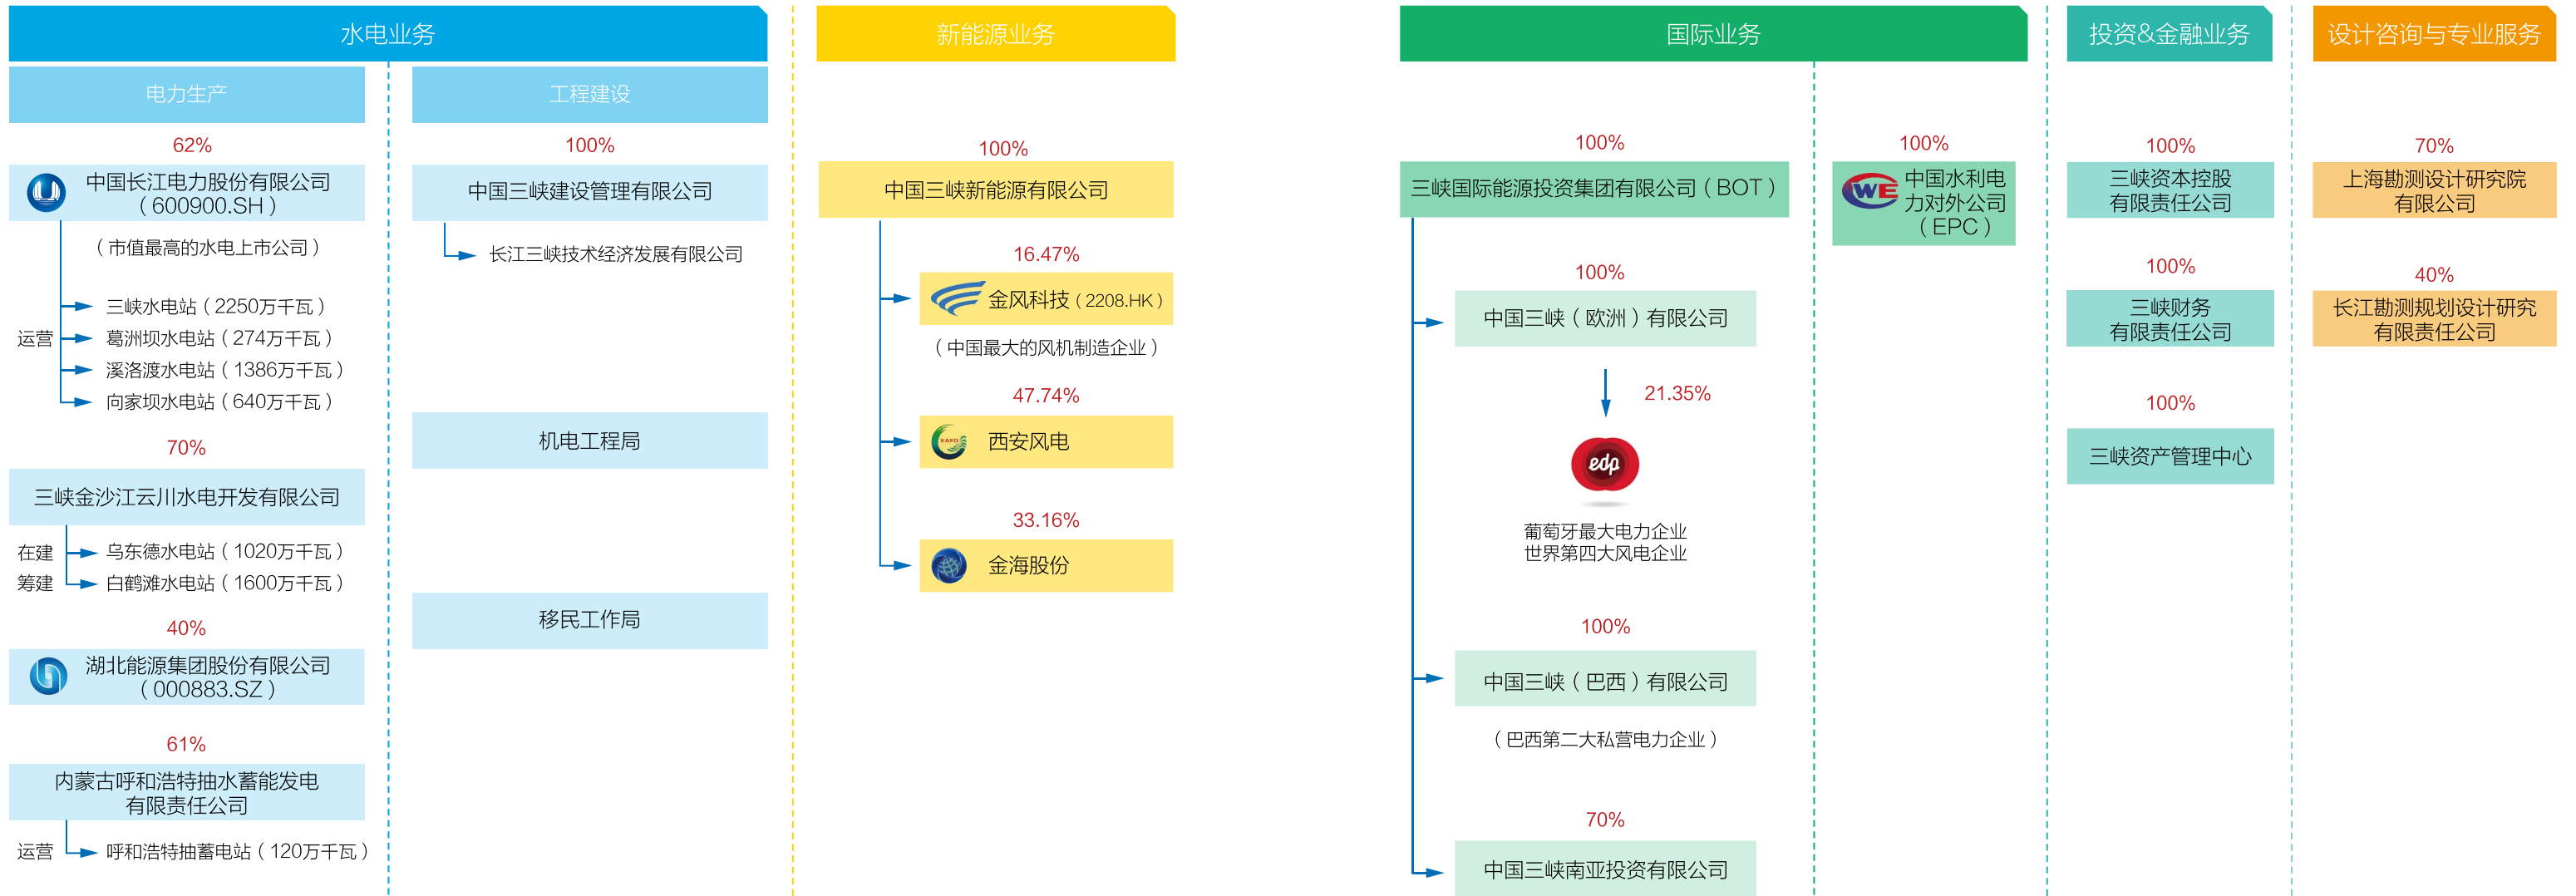 水电业务
电力生产
62%
中国长江电力股份有限公司
（600900.SH）
（市值最高的水电上市公司）
三峡水电站（2250万千瓦）
运营
葛洲坝水电站（274万千瓦）
溪洛渡水电站（1386万千瓦）
向家坝水电站（640万千瓦）
70%
三峡金沙江云川水电开发有限公司
在建
乌东德水电站（1020万千瓦）
筹建
白鹤滩水电站（1600万千瓦）
40%
湖北能源集团股份有限公司
（000883.SZ）
61%
内蒙古呼和浩特抽水蓄能发电
有限责任公司
运营
呼和浩特抽蓄电站（120万千瓦）
工程建设
100%
中国三峡建设管理有限公司
长江三峡技术经济发展有限公司
机电工程局
移民工作局
新能源业务
100%
中国三峡新能源有限公司
16.47%
金风科技（2208.HK）
（中国最大的风机制造企业）
47.74%
XAFD
西安风电
33.16%
金海股份
国际业务
100%
三峡国际能源投资集团有限公司（BOT）
100%
中国三峡（欧洲）有限公司
21.35%
edp
葡萄牙最大电力企业
世界第四大风电企业
100%
中国三峡（巴西）有限公司
（巴西第二大私营电力企业）
70%
中国三峡南亚投资有限公司
100%
CWE
中国水利电
力对外公司
（EPC）
投资&金融业务
100%
三峡资本控股
有限责任公司
100%
三峡财务
有限责任公司
100%
三峡资产管理中心
设计咨询与专业服务
70%
上海勘测设计研究院
有限公司
40%
长江勘测规划设计研究
有限责任公司